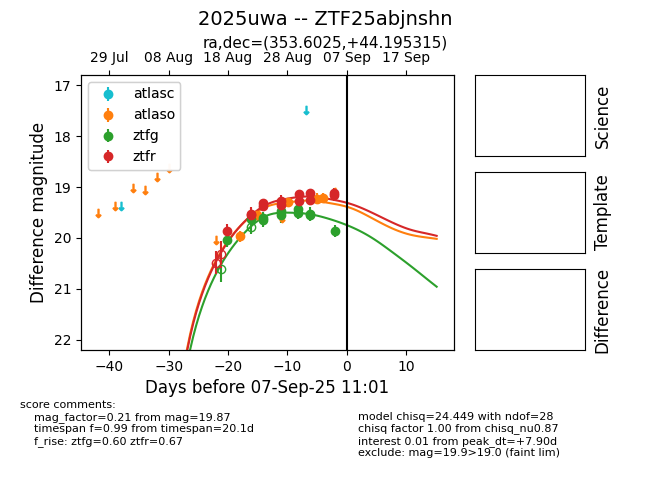 2025uwa -- ZTF25abjnshn
ra,dec=(353.6025,+44.195315)
29 Jul 08 Aug 18 Aug 28 Aug 07 Sep 17 Sep
17
18
19
20
21
22
Difference magnitude
atlasc
atlaso
ztfg
ztfr
−40 −30 −20 −10 0 10
Days before 07-Sep-25 11:01
Science
Template
Difference
score comments:
mag_factor=0.21 from mag=19.87
timespan f=0.99 from timespan=20.1d
f_rise: ztfg=0.60 ztfr=0.67
model chisq=24.449 with ndof=28
chisq factor 1.00 from chisq_nu0.87
interest 0.01 from peak_dt=+7.90d
exclude: mag=19.9>19.0 (faint lim)